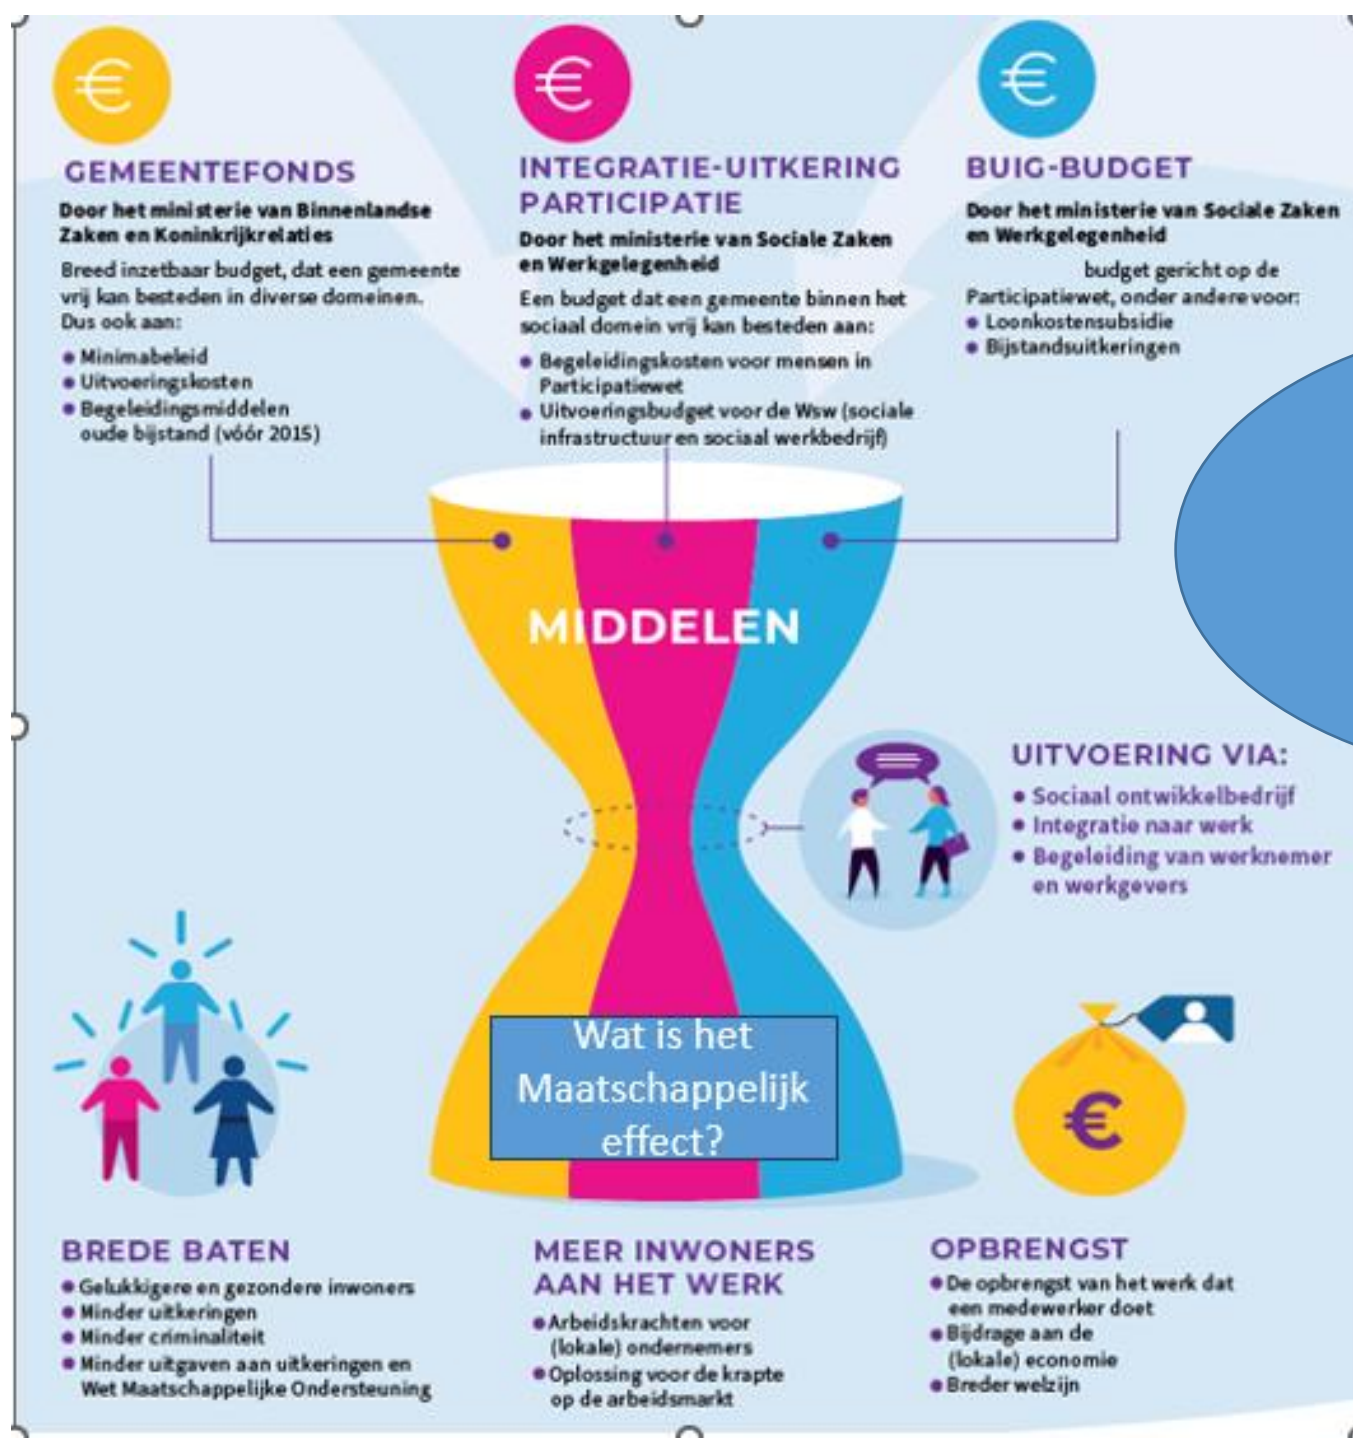 GEMEENTEFONDS
Door het ministerie van Binnenlandse
Zaken en Koninkrijkrelaties
Breed inzetbaar budget, dat een gemeente
vrij kan besteden in diverse domeinen.
Dus ook aan:
• Minimabeleid
• Uitvoeringskosten
• Begeleidingsmiddelen
oude bijstand (vóór 2015)
INTEGRATIE-UITKERING
PARTICIPATIE
Door het ministerie van Sociale Zaken
en Werkgelegenheid
Een budget dat een gemeente binnen het
sociaal domein vrij kan besteden aan:
• Begeleidingskosten voor mensen in
Participatiewet
• Uitvoeringsbudget voor de Wsw (sociale
infrastructuur en sociaal werkbedrijf)
BUIG-BUDGET
Door het ministerie van Sociale Zaken
en Werkgelegenheid
budget gericht op de
Participatiewet, onder andere voor:
• Loonkostensubsidie
• Bijstandsuitkeringen
MIDDELEN
UITVOERING VIA:
• Sociaal ontwikkelbedrijf
• Integratie naar werk
• Begeleiding van werknemer
en werkgevers
Wat is het
Maatschappelijk
effect?
BREDE BATEN
• Gelukkigere en gezondere inwoners
• Minder uitkeringen
• Minder criminaliteit
• Minder uitgaven aan uitkeringen en
Wet Maatschappelijke Ondersteuning
MEER INWONERS
AAN HET WERK
• Arbeidskrachten voor
(lokale) ondernemers
• Oplossing voor de krapte
op de arbeidsmarkt
OPBRENGST
• De opbrengst van het werk dat
een medewerker doet
• Bijdrage aan de
(lokale) economie
• Breder welzijn